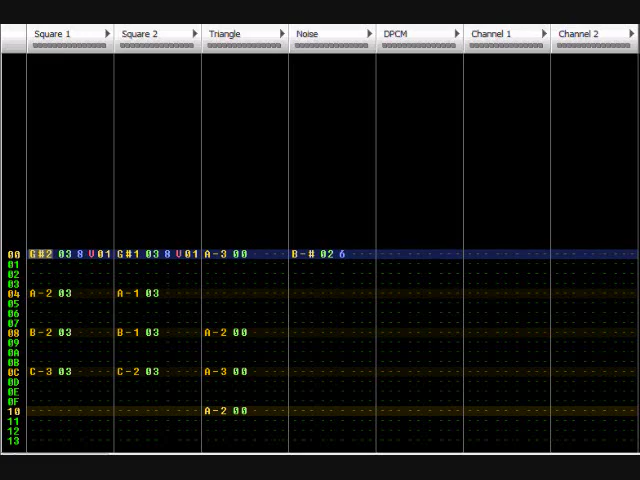 Square 1 Square 2 Triangle Noise DPCM Channel 1 Channel 2
00 G#2 03 8 V01 G#1 03 8 V01 A-3 00 B-# 02 6
01
02
03
04 A-2 03 A-1 03
05
06
07
08 B-2 03 B-1 03 A-2 00
09
0A
0B
0C C-3 03 C-2 03 A-3 00
0D
0E
0F
10 A-2 00
11
12
13